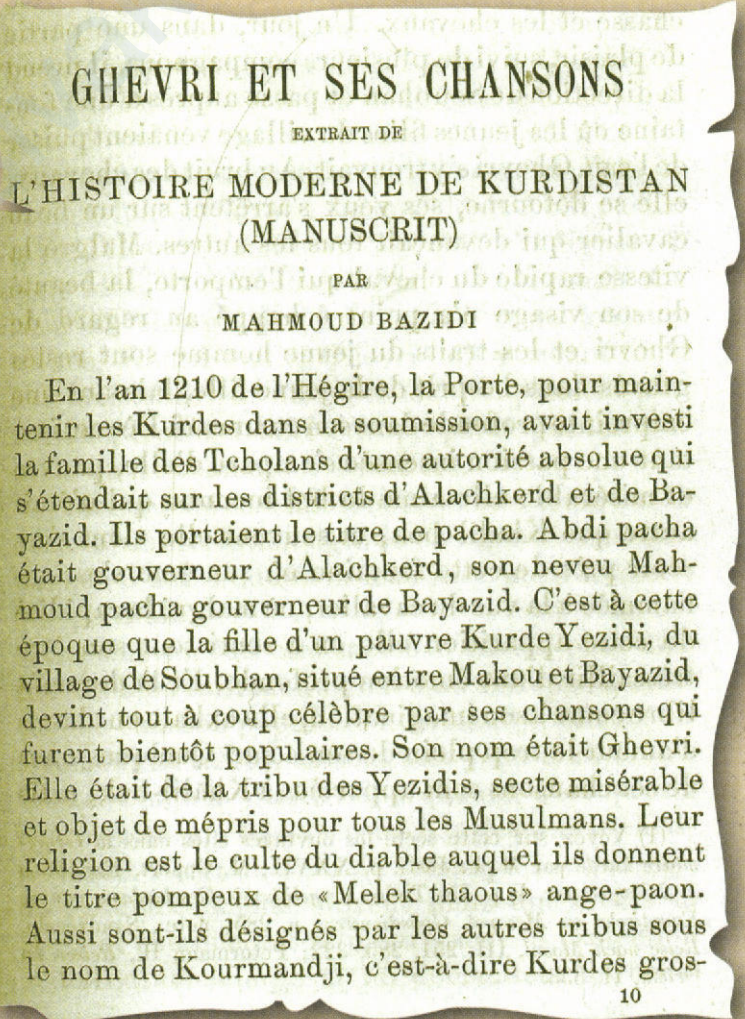 GHEVRI ET SES CHANSONS
EXTRAIT DE
L'HISTOIRE MODERNE DE KURDISTAN
(MANUSCRIT)
PAR
MAHMOUD BAZIDI
En l'an 1210 de l'Hégire, la Porte, pour main-
tenir les Kurdes dans la soumission, avait investi
la famille des Tcholans d'une autorité absolue qui
s'étendait sur les districts d'Alachkerd et de Ba-
yazid. Ils portaient le titre de pacha. Abdi pacha
était gouverneur d'Alachkerd, son neveu Mah-
moud pacha gouverneur de Bayazid. C'est à cette
époque que la fille d'un pauvre Kurde Yezidi, du
village de Soubhan, situé entre Makou et Bayazid,
devint tout à coup célèbre par ses chansons qui
furent bientôt populaires. Son nom était Ghevri.
Elle était de la tribu des Yezidis, secte misérable
et objet de mépris pour tous les Musulmans. Leur
religion est le culte du diable auquel ils donnent
le titre pompeux de «Melek thaous» ange-paon.
Aussi sont-ils désignés par les autres tribus sous
le nom de Kourmandji, c'est-à-dire Kurdes gros-
10